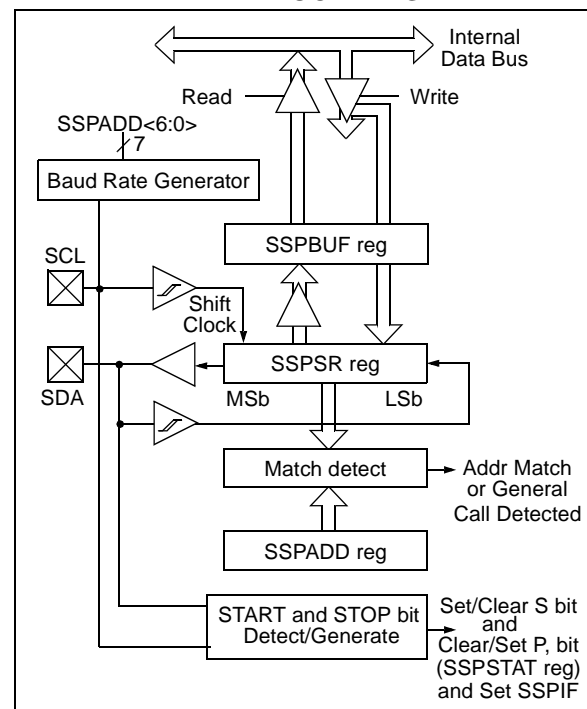 Internal
Data Bus
Read
Write
SSPADD<6:0>
7
Baud Rate Generator
SSPBUF reg
SCL
Shift
Clock
SSPSR reg
SDA
MSb
LSb
Match detect
Addr Match
or General
Call Detected
SSPADD reg
START and STOP bit
Detect/Generate
Set/Clear S bit
and
Clear/Set P, bit
(SSPSTAT reg)
and Set SSPIF